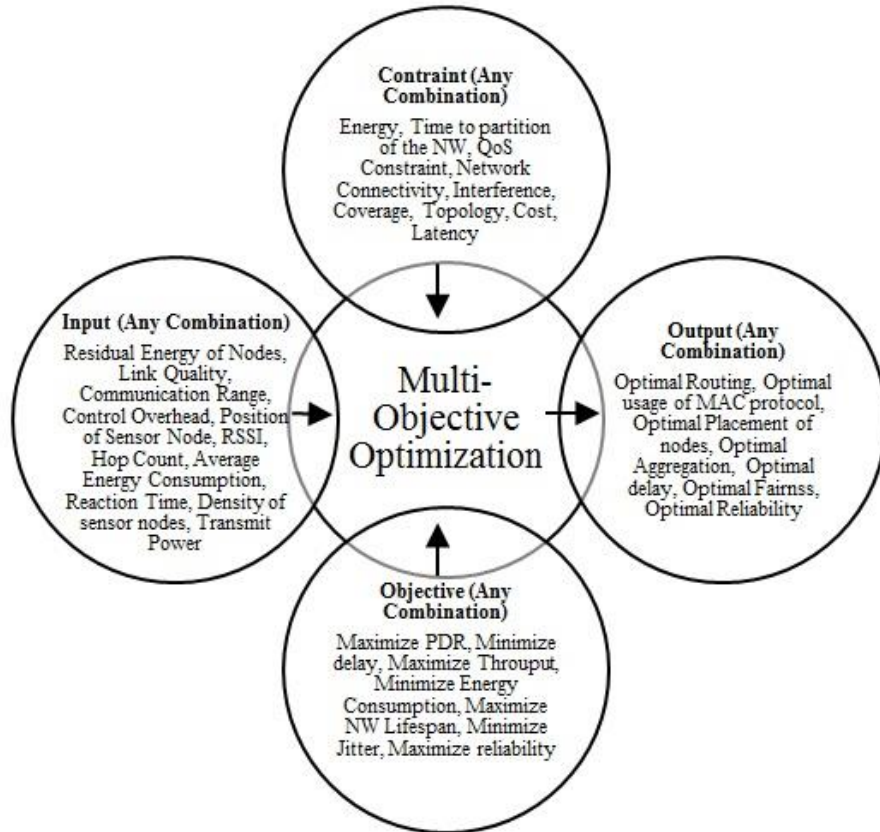 Contraint (Any
Combination)
Energy, Time to partition
of the NW, QoS
Constraint, Network
Connectivity, Interference,
Coverage, Topology, Cost,
Latency
Input (Any Combination)
Residual Energy of Nodes,
Link Quality,
Communication Range,
Control Overhead, Position
of Sensor Node, RSSI,
Hop Count, Average
Energy Consumption,
Reaction Time, Density of
sensor nodes, Transmit
Power
Multi-
Objective
Optimization
Output (Any
Combination)
Optimal Routing, Optimal
usage of MAC protocol,
Optimal Placement of
nodes, Optimal
Aggregation, Optimal
delay, Optimal Fairnss,
Optimal Reliability
Objective (Any
Combination)
Maximize PDR, Minimize
delay, Maximize Throuput,
Minimize Energy
Consumption, Maximize
NW Lifespan, Minimize
Jitter, Maximize reliability